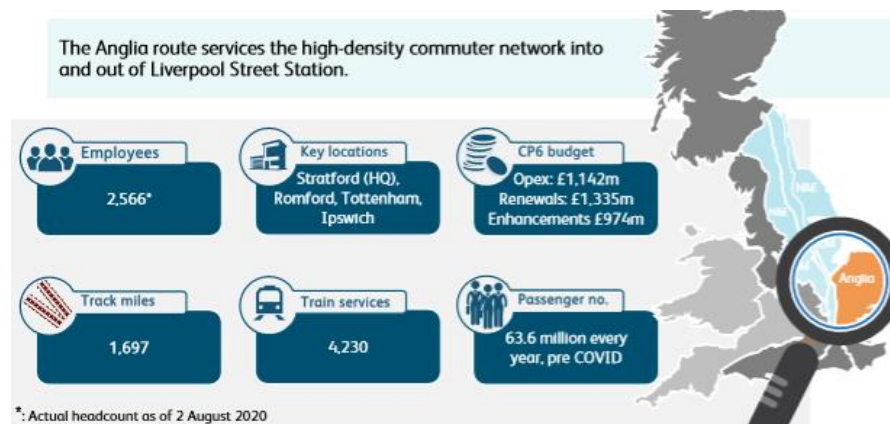 The Anglia route services the high-density commuter network into
and out of Liverpool Street Station.
Employees
2,566*
Key locations
Stratford (HQ),
Romford, Tottenham,
Ipswich
CP6 budget
Opex: £1,142m
Renewals: £1,335m
Enhancements £974m
Track miles
1,697
Train services
4,230
Passenger no.
63.6 million every
year, pre COVID
Anglia
*: Actual headcount as of 2 August 2020